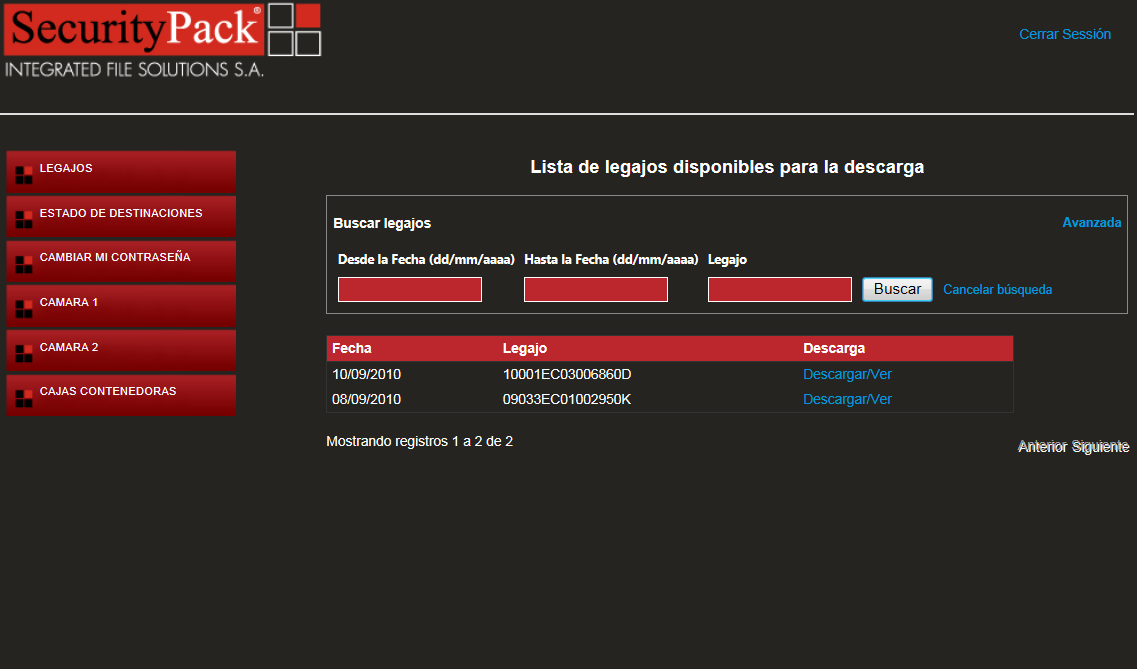 SecurityPack®
INTEGRATED FILE SOLUTIONS S.A.
Cerrar Sessión
LEGAJOS
ESTADO DE DESTINACIONES
CAMBIAR MI CONTRASEÑA
CAMARA 1
CAMARA 2
CAJAS CONTENEDORAS
Lista de legajos disponibles para la descarga
Buscar legajos Avanzada
Desde la Fecha (dd/mm/aaaa) Hasta la Fecha (dd/mm/aaaa) Legajo
Buscar Cancelar búsqueda
Fecha Legajo Descarga
10/09/2010 10001EC03006860D Descargar/Ver
08/09/2010 09033EC01002950K Descargar/Ver
Mostrando registros 1 a 2 de 2
Anterior Siguiente